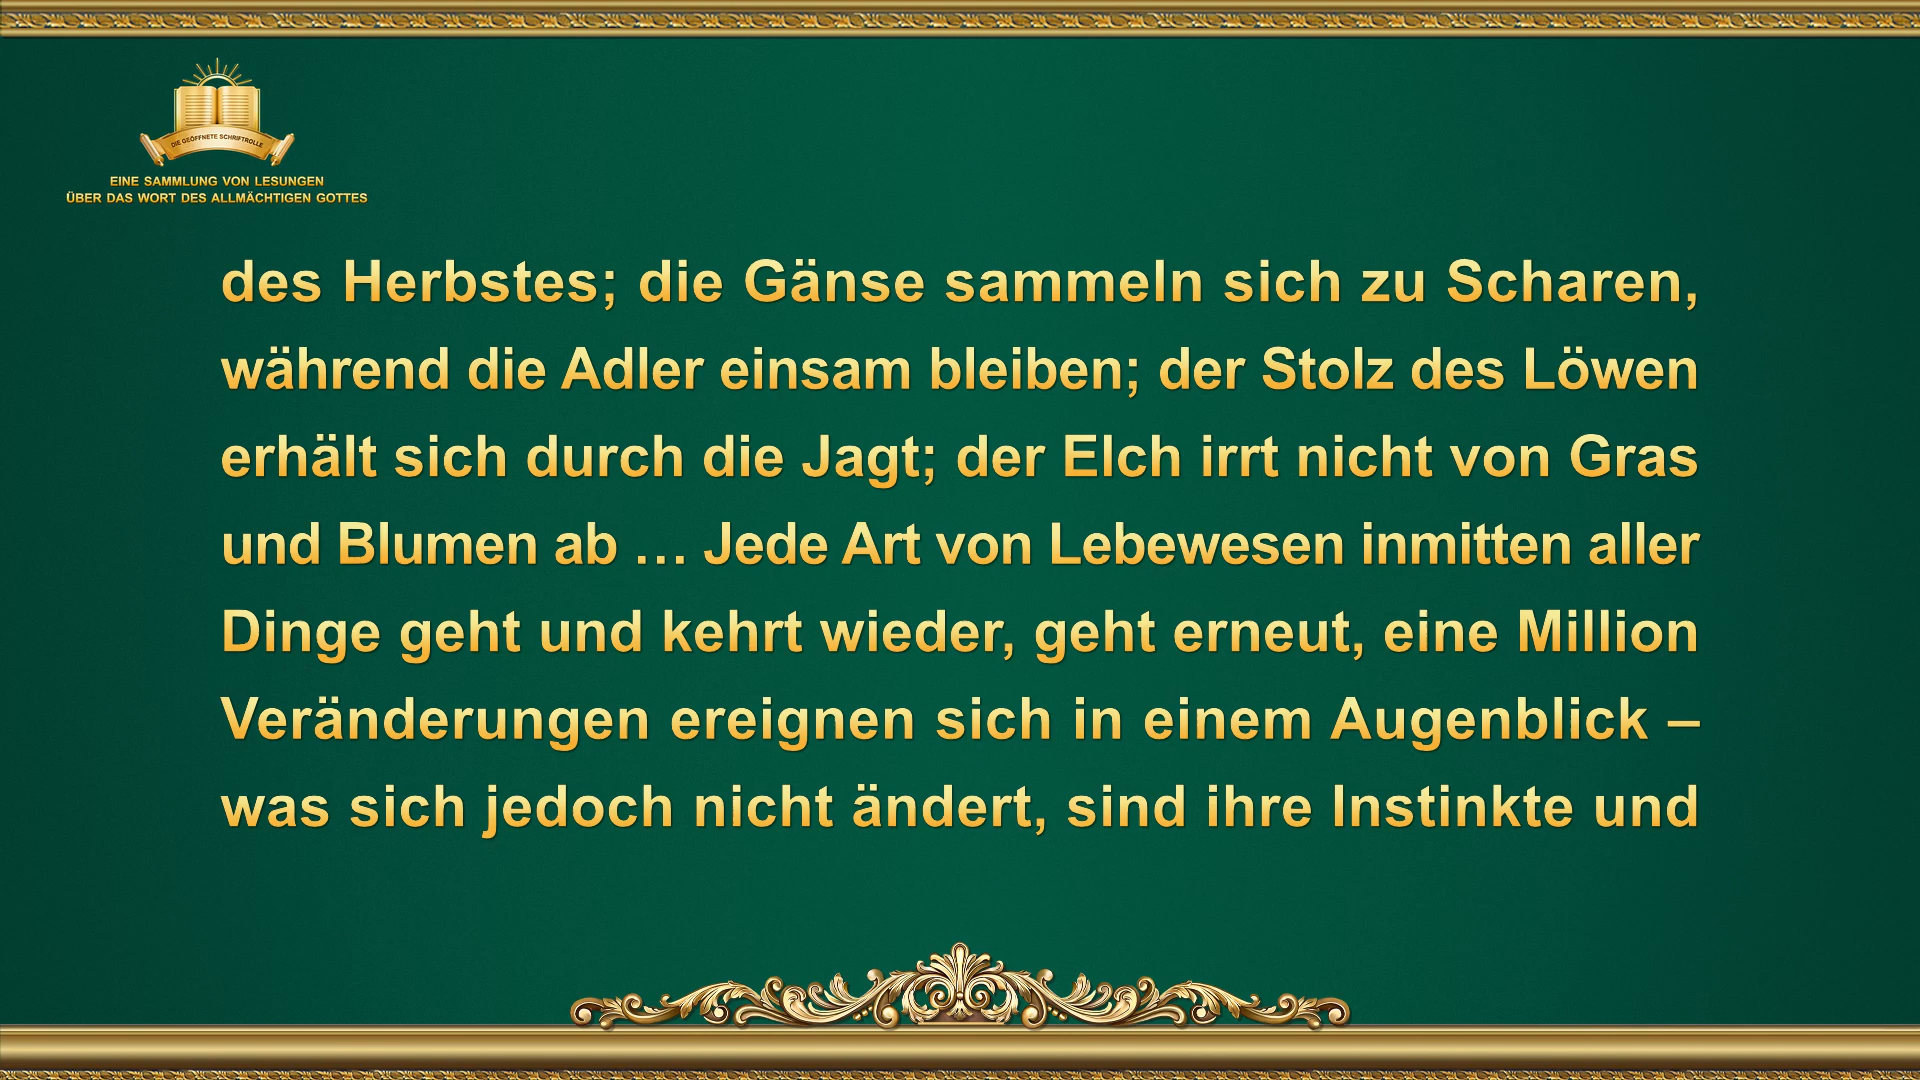 DIE GEÖFFNETE SCHRIFTROLLE
EINE SAMMLUNG VON LESUNGEN
ÜBER DAS WORT DES ALLMÄCHTIGEN GOTTES
des Herbstes; die Gänse sammeln sich zu Scharen,
während die Adler einsam bleiben; der Stolz des Löwen
erhält sich durch die Jagt; der Elch irrt nicht von Gras
und Blumen ab … Jede Art von Lebewesen inmitten aller
Dinge geht und kehrt wieder, geht erneut, eine Million
Veränderungen ereignen sich in einem Augenblick –
was sich jedoch nicht ändert, sind ihre Instinkte und